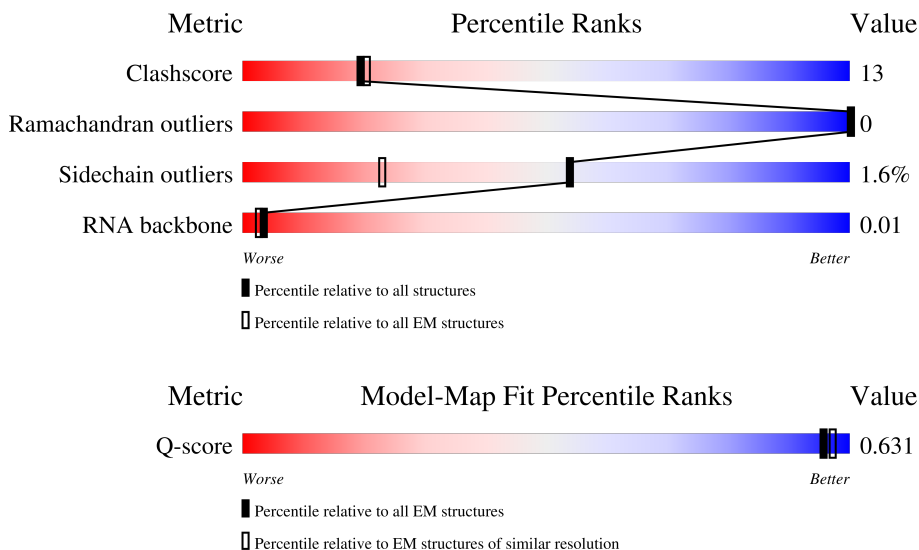 Metric Percentile Ranks Value
Clashscore 13
Ramachandran outliers 0
Sidechain outliers 1.6%
RNA backbone 0.01
Worse Better
Percentile relative to all structures
Percentile relative to all EM structures
Metric Model-Map Fit Percentile Ranks Value
Q-score 0.631
Worse Better
Percentile relative to all EM structures
Percentile relative to EM structures of similar resolution